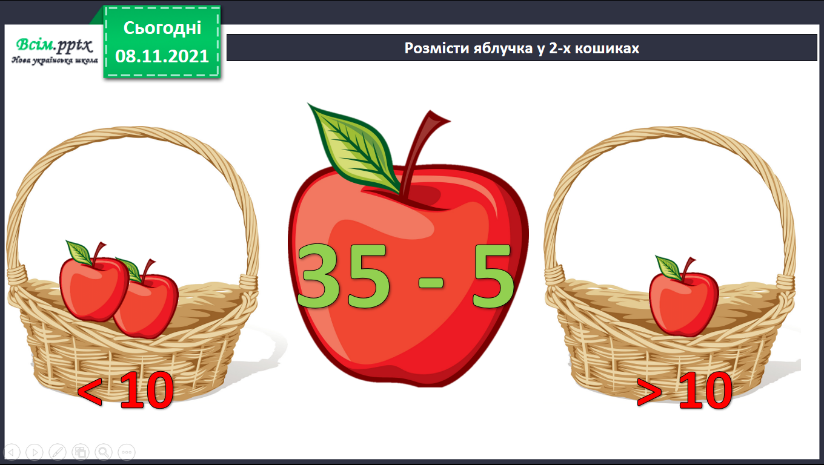 Всім.pptx
Нова українська школа
Сьогодні
08.11.2021
Розмісти яблучка у 2-х кошиках
35 - 5
< 10
> 10